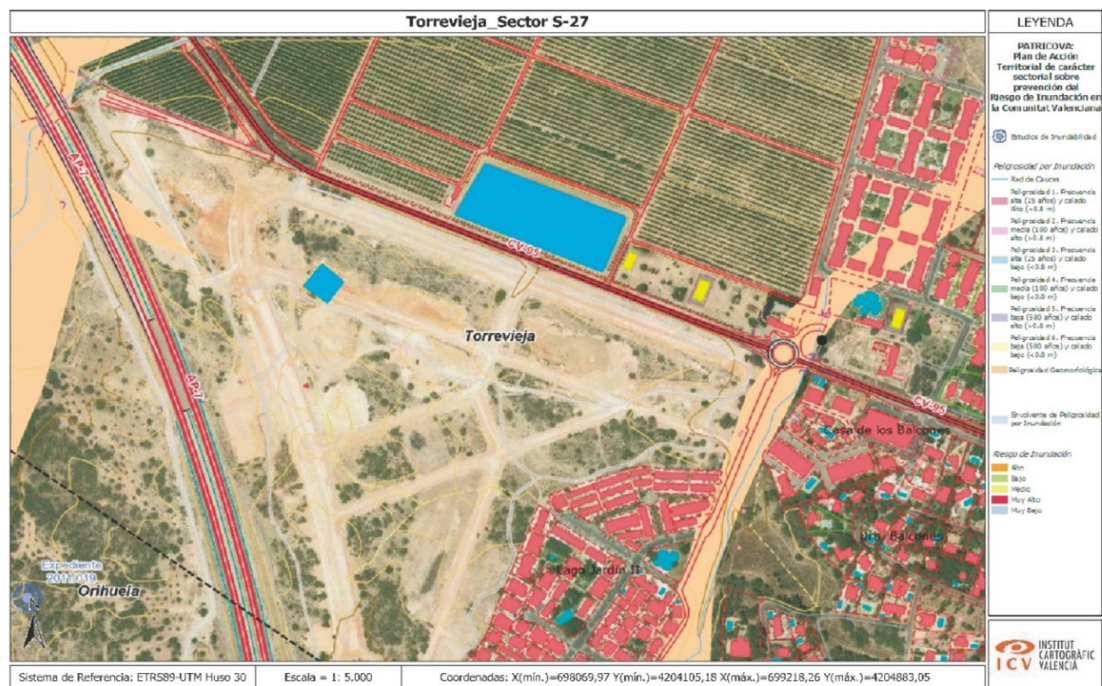 Torrevieja_Sector S-27
LEYENDA
PATRICOVA:
Plan de Acción
Territorial de carácter
sectorial sobre
prevención del
Riesgo de Inundación en
la Comunitat Valenciana
Estudios de Inundabilidad
Peligrosidad por Inundación
Red de Cauces
Peligrosidad 1. Frecuencia
alta (25 años) y calado
Alto (>0.8 m)
Peligrosidad 2. Frecuencia
media (100 años) y calado
alto (>0.8 m)
Peligrosidad 3. Frecuencia
alta (25 años) y calado
bajo (<0.8 m)
Peligrosidad 4. Frecuencia
media (100 años) y calado
bajo (<0.8 m)
Peligrosidad 5. Frecuencia
baja (500 años) y calado
alto (>0.8 m)
Peligrosidad 6. Frecuencia
baja (500 años) y calado
bajo (<0.8 m)
Peligrosidad Geomorfológica
Envolvente de Peligrosidad
por Inundación
Riesgo de Inundación
Alto
Bajo
Medio
Muy Alto
Muy Bajo
AP-7
CV-95
Torrevieja
AP-7
CV-95
Casa de los Balcones
Urb. Balcones
Lago Jardín II
Expediente
2017/019
Orihuela
N
ICV
INSTITUT
CARTOGRÀFIC
VALENCIÀ
Sistema de Referencia: ETRS89-UTM Huso 30
Escala = 1: 5.000
Coordenadas: X(mín.)=698069,97 Y(mín.)=4204105,18 X(máx.)=699218,26 Y(máx.)=4204883,05